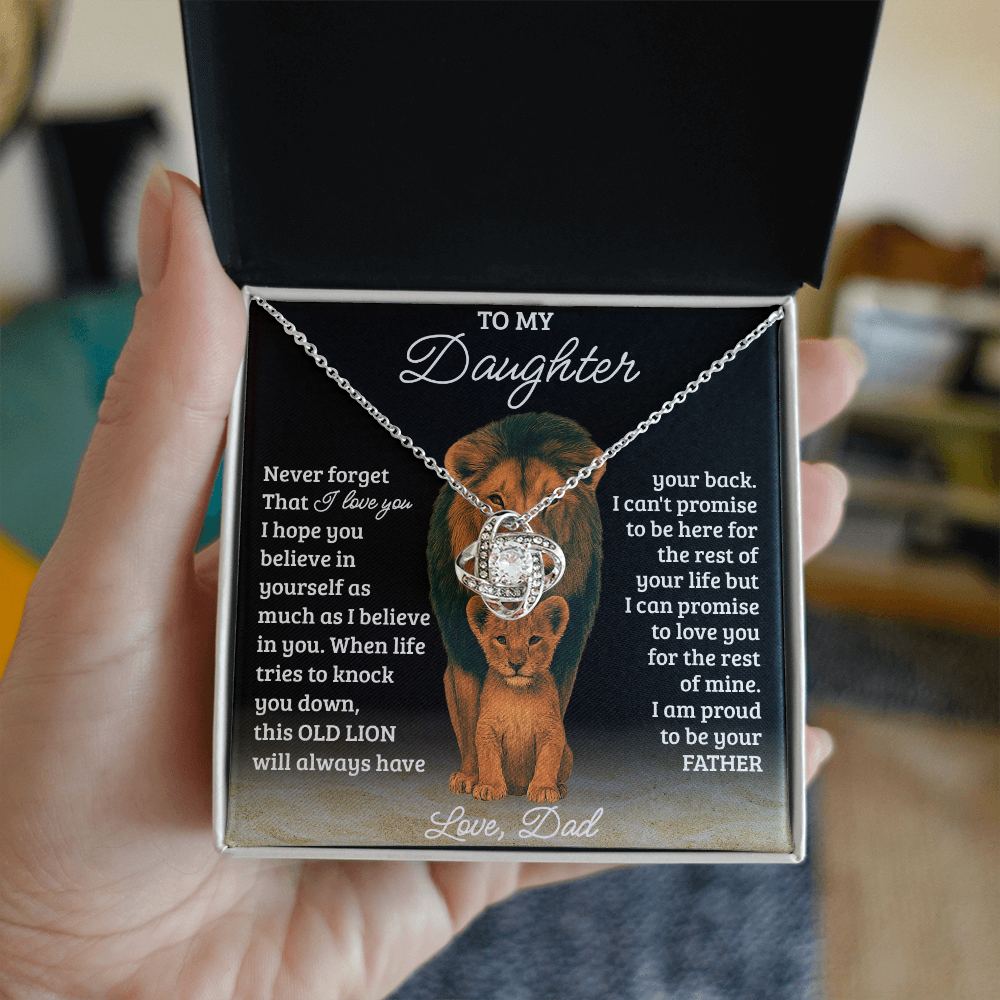 TO MY
Daughter
Never forget
That I love you
I hope you
believe in
yourself as
much as I believe
in you. When life
tries to knock
you down,
this OLD LION
will always have
your back.
I can't promise
to be here for
the rest of
your life but
I can promise
to love you
for the rest
of mine.
I am proud
to be your
FATHER
Love, Dad